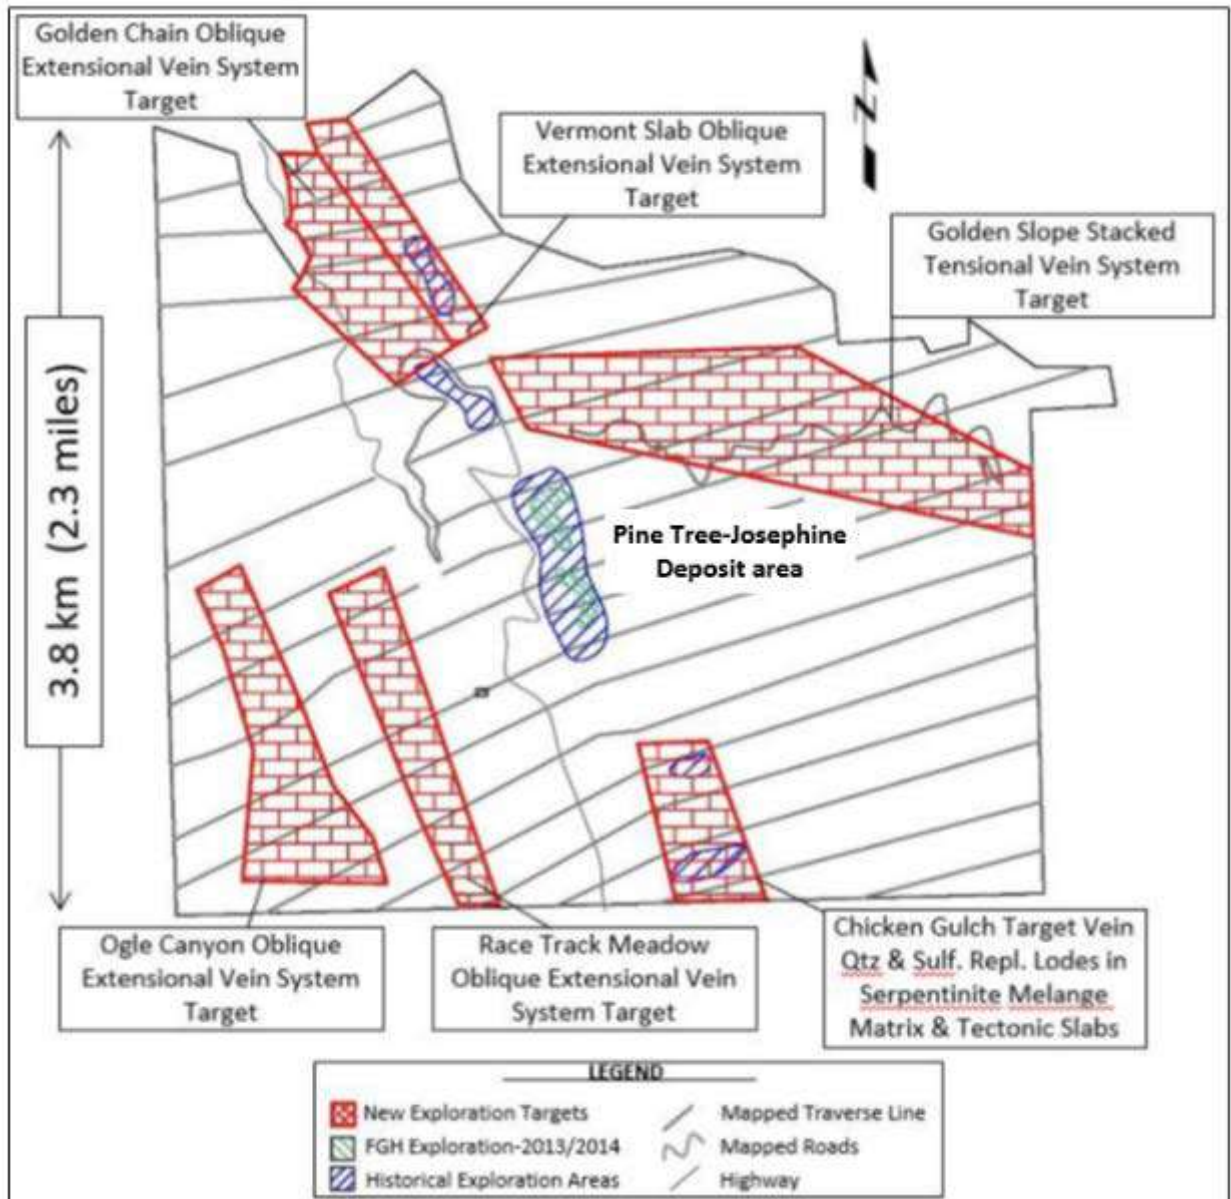 Golden Chain Oblique
Extensional Vein System
Target
Vermont Slab Oblique
Extensional Vein System
Target
N
Golden Slope Stacked
Tensional Vein System
Target
3.8 km (2.3 miles)
Pine Tree-Josephine
Deposit area
Ogle Canyon Oblique
Extensional Vein System
Target
Race Track Meadow
Oblique Extensional Vein
System Target
Chicken Gulch Target Vein
Qtz & Sulf. Repl. Lodes in
Serpentinite Melange
Matrix & Tectonic Slabs
LEGEND
New Exploration Targets
FGH Exploration-2013/2014
Historical Exploration Areas
Mapped Traverse Line
Mapped Roads
Highway